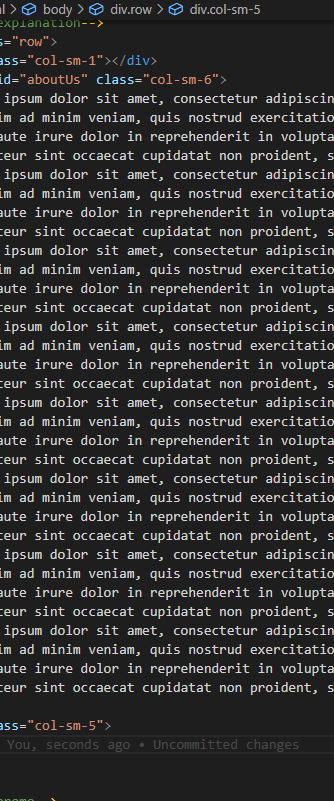 l > body > div.row > div.col-sm-5
explanation-->
s="row">
ass="col-sm-1"></div>
id="aboutUs" class="col-sm-6">
ipsum dolor sit amet, consectetur adipiscin
im ad minim veniam, quis nostrud exercitatio
aute irure dolor in reprehenderit in volupta
ceur sint occaecat cupidatat non proident, s
ipsum dolor sit amet, consectetur adipiscin
im ad minim veniam, quis nostrud exercitatio
aute irure dolor in reprehenderit in volupta
ceur sint occaecat cupidatat non proident, s
ipsum dolor sit amet, consectetur adipiscin
im ad minim veniam, quis nostrud exercitatio
aute irure dolor in reprehenderit in volupta
ceur sint occaecat cupidatat non proident, s
ipsum dolor sit amet, consectetur adipiscin
im ad minim veniam, quis nostrud exercitatio
aute irure dolor in reprehenderit in volupta
ceur sint occaecat cupidatat non proident, s
ipsum dolor sit amet, consectetur adipiscin
im ad minim veniam, quis nostrud exercitatio
aute irure dolor in reprehenderit in volupta
ceur sint occaecat cupidatat non proident, s
ipsum dolor sit amet, consectetur adipiscin
im ad minim veniam, quis nostrud exercitatio
aute irure dolor in reprehenderit in volupta
ceur sint occaecat cupidatat non proident, s
ipsum dolor sit amet, consectetur adipiscin
im ad minim veniam, quis nostrud exercitatio
aute irure dolor in reprehenderit in volupta
ceur sint occaecat cupidatat non proident, s
ipsum dolor sit amet, consectetur adipiscin
im ad minim veniam, quis nostrud exercitatio
aute irure dolor in reprehenderit in volupta
ceur sint occaecat cupidatat non proident, s
ass="col-sm-5">
You, seconds ago • Uncommitted changes